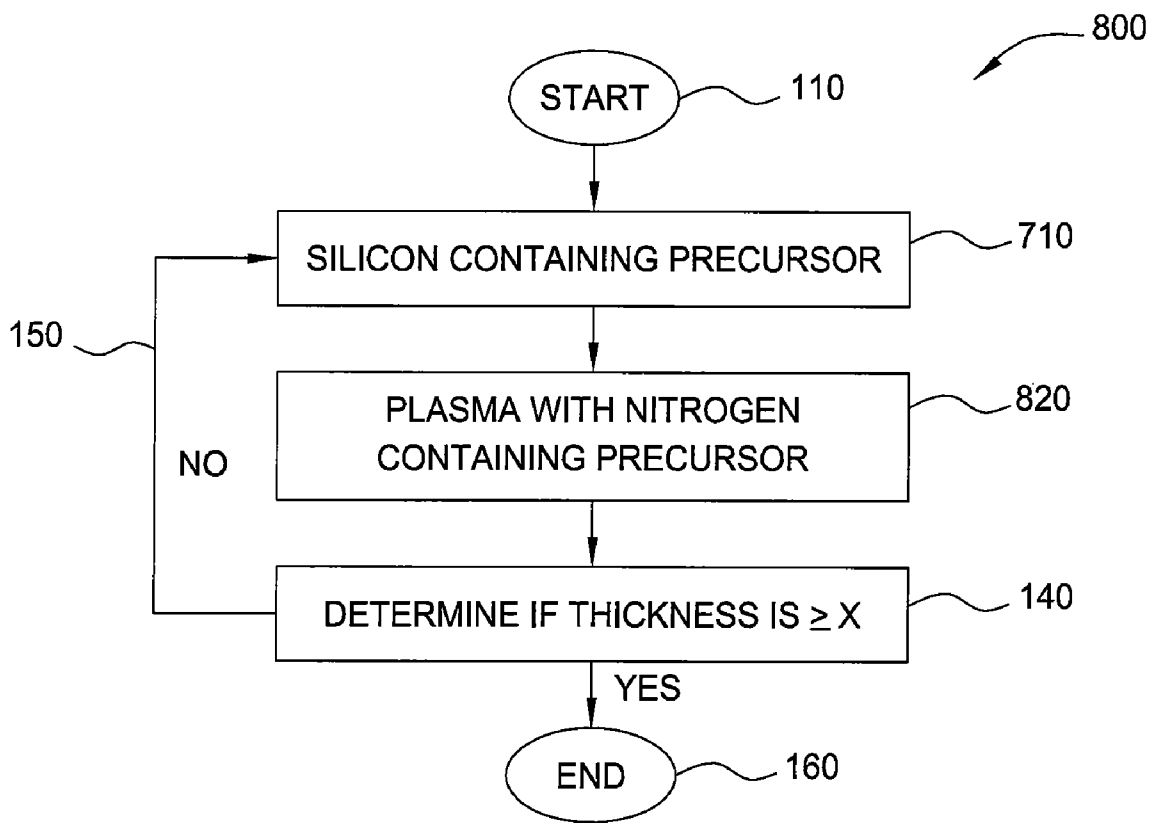 800
START
110
SILICON CONTAINING PRECURSOR
710
150
PLASMA WITH NITROGEN
CONTAINING PRECURSOR
820
NO
DETERMINE IF THICKNESS IS ≥ X
140
YES
END
160